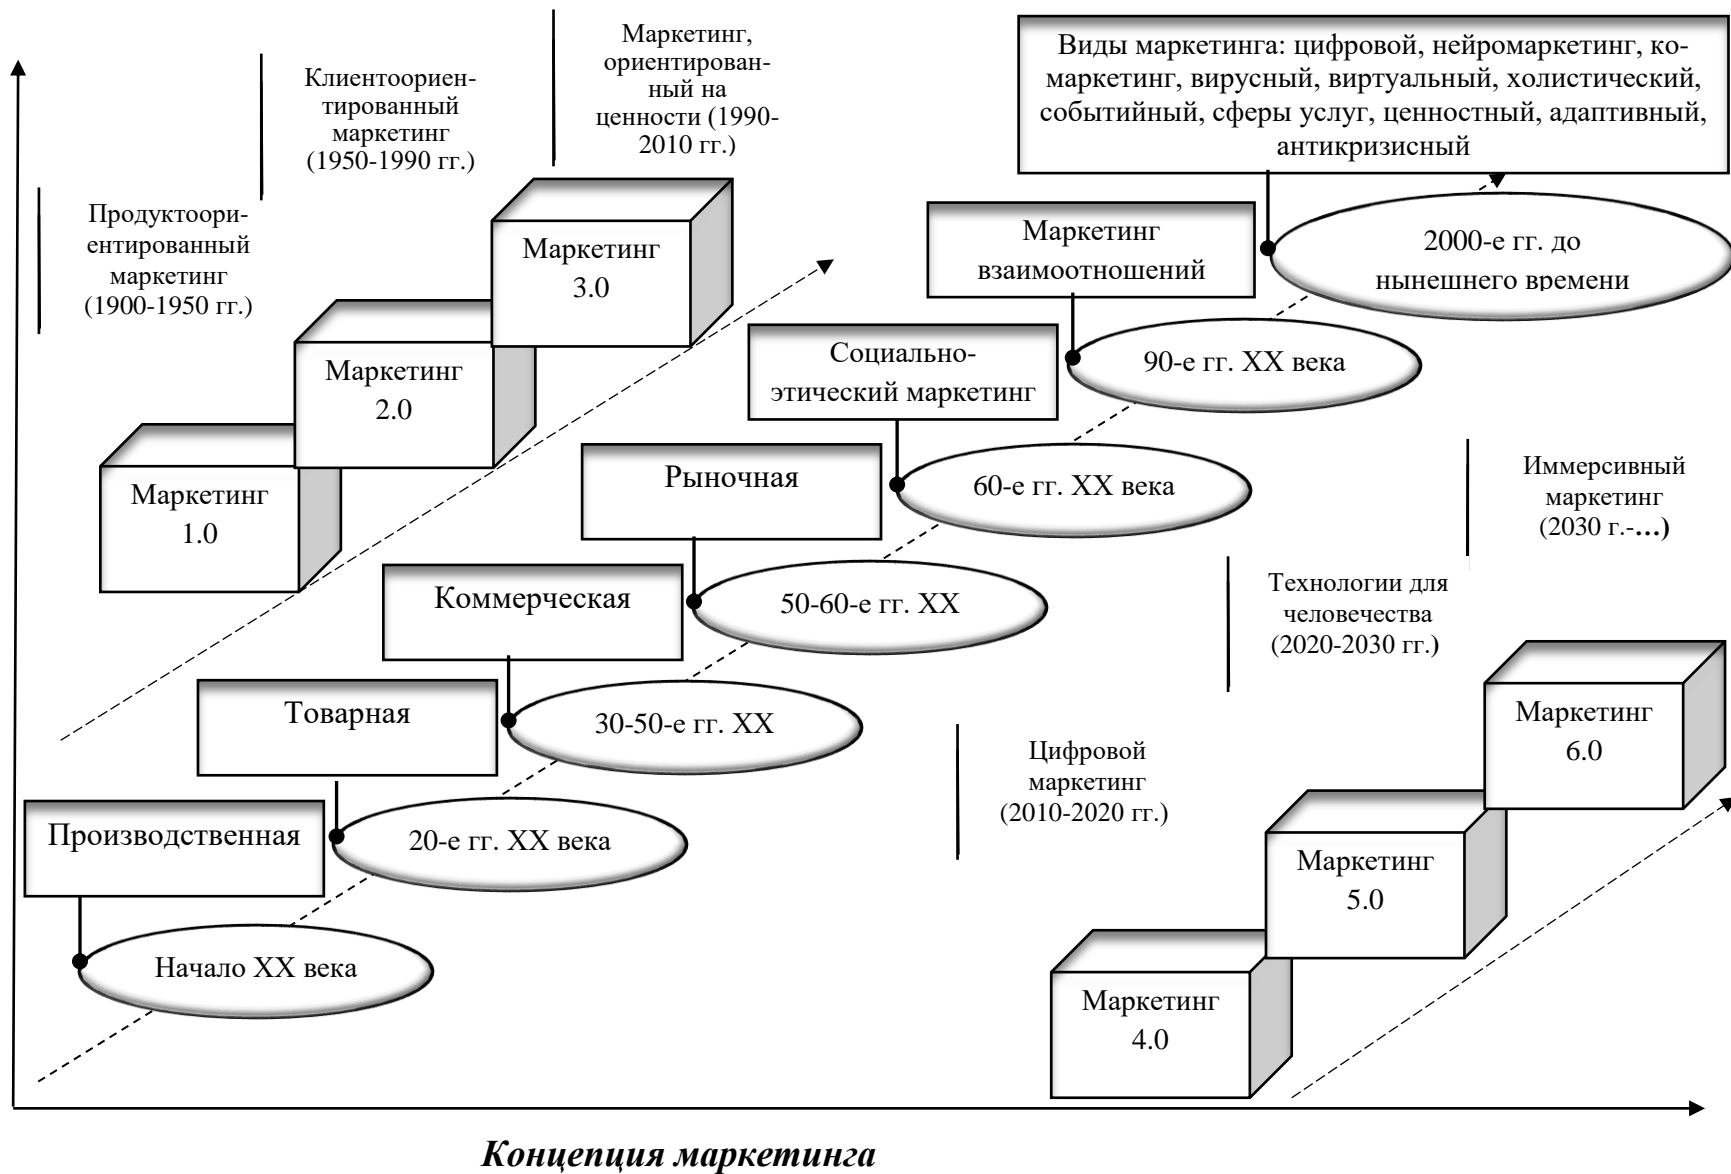 Продуктоори-
ентированный
маркетинг
(1900-1950 гг.)
Клиентоориен-
тированный
маркетинг
(1950-1990 гг.)
Маркетинг,
ориентирован-
ный на
ценности (1990-
2010 гг.)
Маркетинг
1.0
Маркетинг
2.0
Маркетинг
3.0
Виды маркетинга: цифровой, нейромаркетинг, ко-
маркетинг, вирусный, виртуальный, холистический,
событийный, сферы услуг, ценностный, адаптивный,
антикризисный
2000-е гг. до
нынешнего времени
Маркетинг
взаимоотношений
90-е гг. XX века
Социально-
этический маркетинг
60-е гг. XX века
Рыночная
50-60-е гг. XX
Коммерческая
30-50-е гг. XX
Товарная
20-е гг. XX века
Производственная
Начало XX века
Цифровой
маркетинг
(2010-2020 гг.)
Технологии для
человечества
(2020-2030 гг.)
Иммерсивный
маркетинг
(2030 г.-…)
Маркетинг
4.0
Маркетинг
5.0
Маркетинг
6.0
Концепция маркетинга